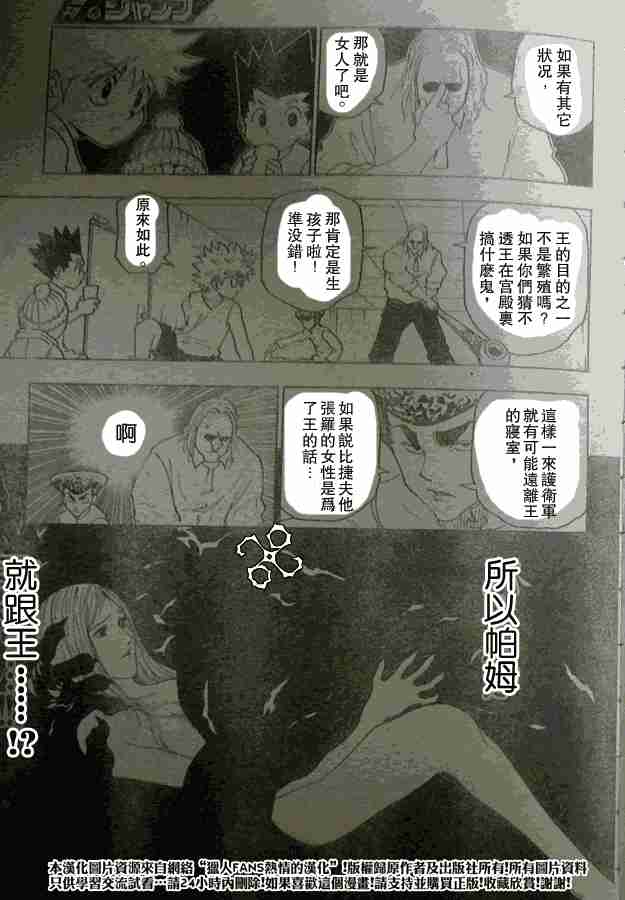 如果有其它
狀況，
那就是
女人了吧。
王的目的之一
不是繁殖嗎？
如果你們猜不
透王在宮殿裏
搞什麽鬼，
那肯定是生
孩子啦！
準没錯！
原來如此。
這樣一來護衛軍
就有可能遠離王
的寢室，
如果說比捷夫他
張羅的女性是爲
了王的話…
啊
所以帕姆
就跟王……!?
本漢化圖片資源來自網絡“獵人FANS熱情的漢化”!版權歸原作者及出版社所有!所有圖片資料
只供學習交流試看…請24小時內刪除!如果喜歡這個漫畫!請支持並購買正版!收藏欣賞!謝謝!